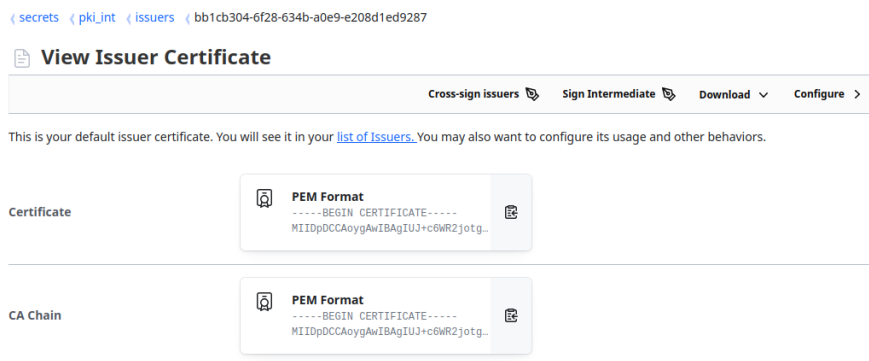 secrets pki_int issuers bb1cb304-6f28-634b-a0e9-e208d1ed9287
View Issuer Certificate
Cross-sign issuers Sign Intermediate Download Configure
This is your default issuer certificate. You will see it in your list of Issuers. You may also want to configure its usage and other behaviors.
Certificate
PEM Format
-----BEGIN CERTIFICATE-----
MIIDpDCCAoygAwIBAgIUJ+c6WR2jotg…
CA Chain
PEM Format
-----BEGIN CERTIFICATE-----
MIIDpDCCAoygAwIBAgIUJ+c6WR2jotg…